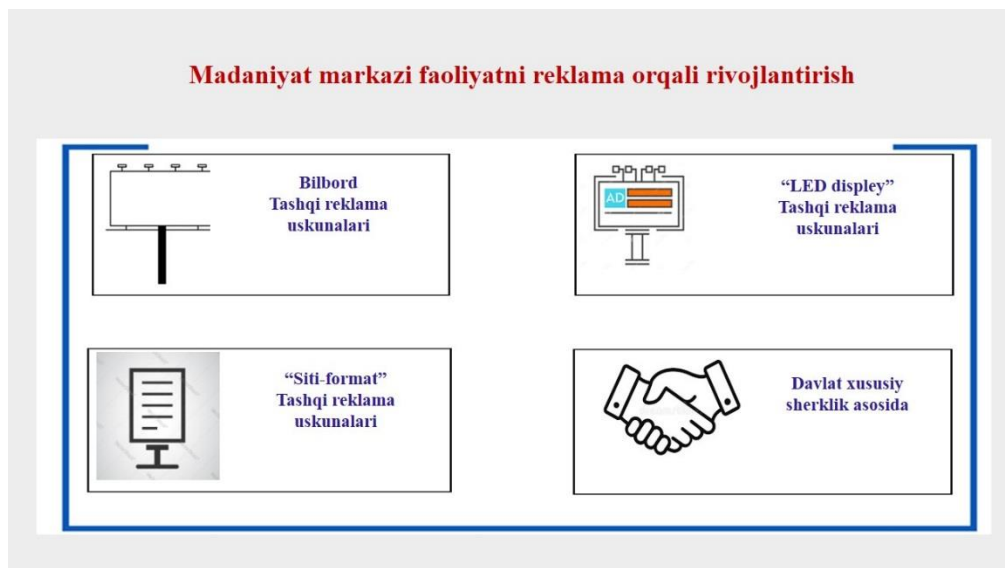 Madaniyat markazi faoliyatni reklama orqali rivojlantirish
Bilbord
Tashqi reklama
uskunalari
“LED displey”
Tashqi reklama
uskunalari
AD
“Siti-format”
Tashqi reklama
uskunalari
Davlat xususiy
sherklik asosida